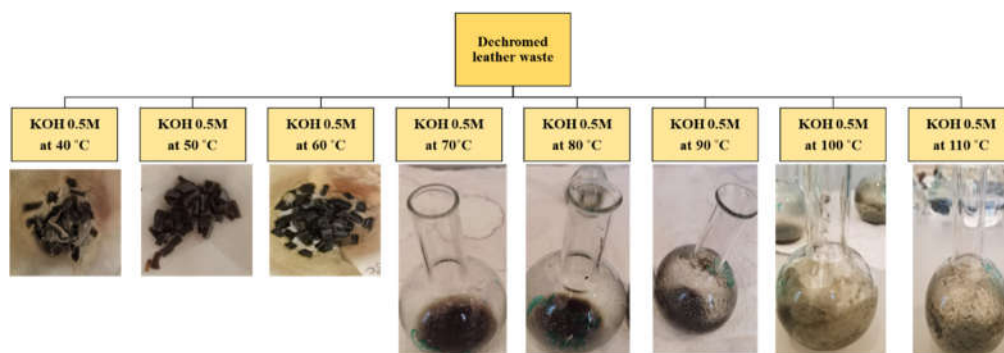 Dechromed
leather waste
KOH 0.5M
at 40 °C
KOH 0.5M
at 50 °C
KOH 0.5M
at 60 °C
KOH 0.5M
at 70°C
KOH 0.5M
at 80 °C
KOH 0.5M
at 90 °C
KOH 0.5M
at 100 °C
KOH 0.5M
at 110 °C